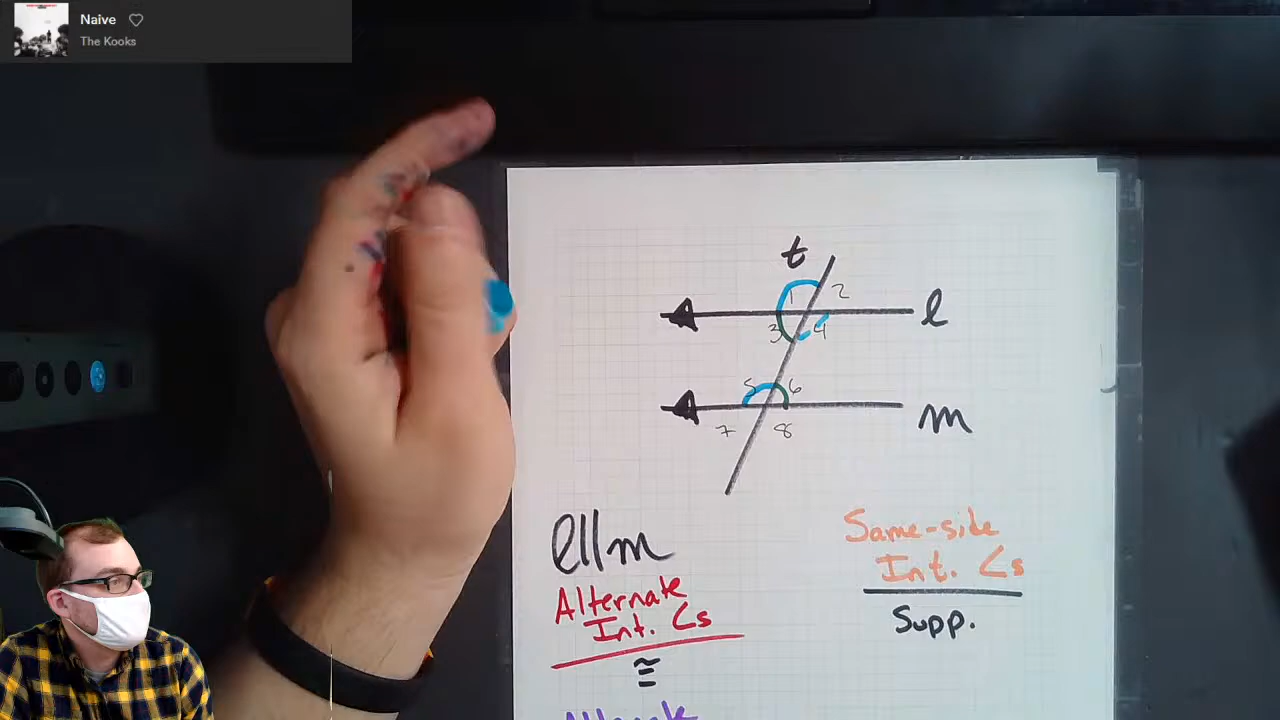 Naive
The Kooks
t
1 2
3 4
l
5 6
7 8
m
l||m
Alternate
Int. ∠s
≅
Same-side
Int. ∠s
Supp.